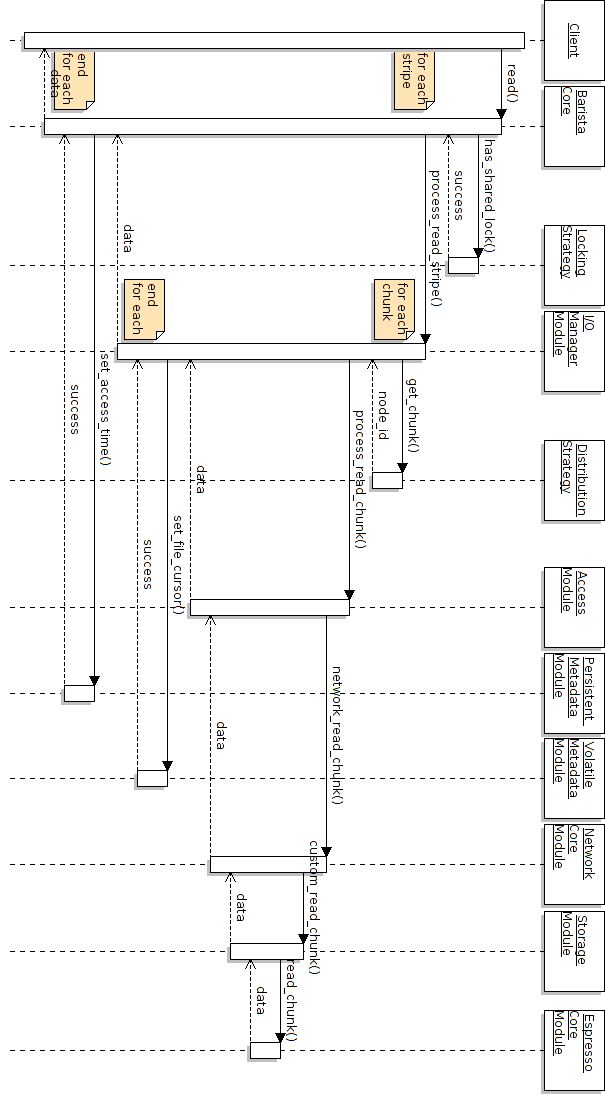 Client
Barista
Core
Locking
Strategy
I/O
Manager
Module
Distribution
Strategy
Access
Module
Persistent
Metadata
Module
Volatile
Metadata
Module
Network
Core
Module
Storage
Module
Espresso
Core
Module
read()
has_shared_lock()
success
for each
stripe
process_read_stripe()
get_chunk()
node_id
for each
chunk
process_read_chunk()
network_read_chunk()
custom_read_chunk()
read_chunk()
data
data
data
data
set_file_cursor()
success
end
for each
data
set_access_time()
success
end
for each
data